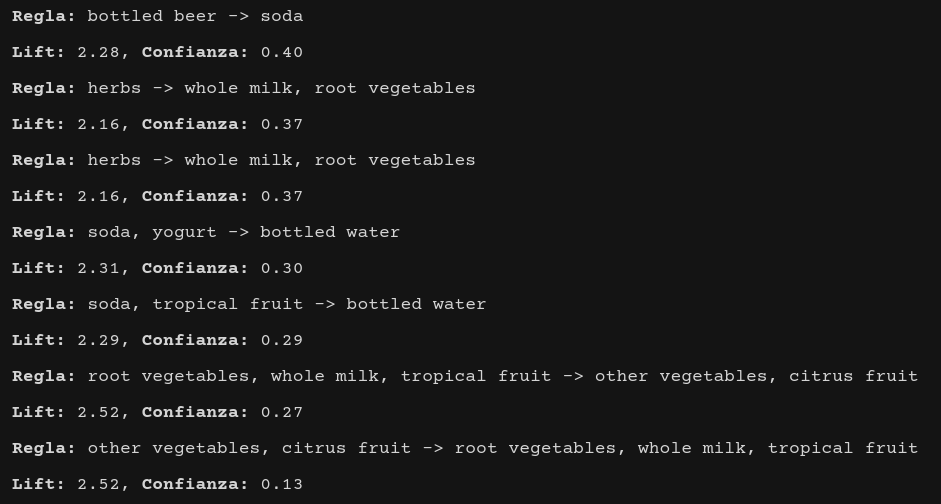 Regla: bottled beer -> soda
Lift: 2.28, Confianza: 0.40
Regla: herbs -> whole milk, root vegetables
Lift: 2.16, Confianza: 0.37
Regla: herbs -> whole milk, root vegetables
Lift: 2.16, Confianza: 0.37
Regla: soda, yogurt -> bottled water
Lift: 2.31, Confianza: 0.30
Regla: soda, tropical fruit -> bottled water
Lift: 2.29, Confianza: 0.29
Regla: root vegetables, whole milk, tropical fruit -> other vegetables, citrus fruit
Lift: 2.52, Confianza: 0.27
Regla: other vegetables, citrus fruit -> root vegetables, whole milk, tropical fruit
Lift: 2.52, Confianza: 0.13